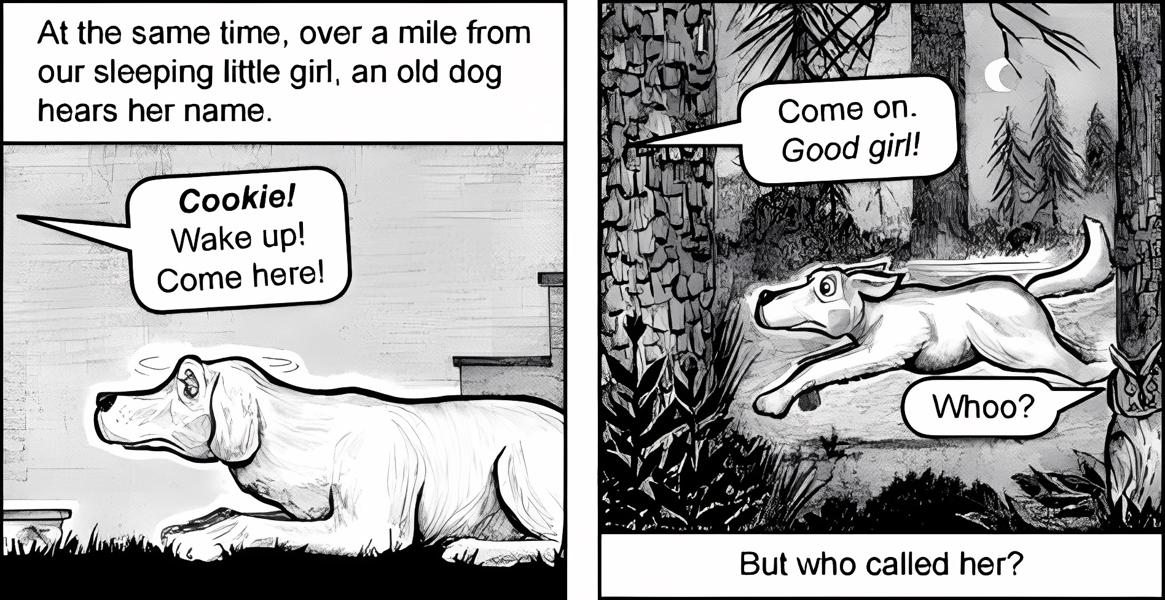 At the same time, over a mile from
our sleeping little girl, an old dog
hears her name.
Cookie!
Wake up!
Come here!
Come on.
Good girl!
Whoo?
But who called her?